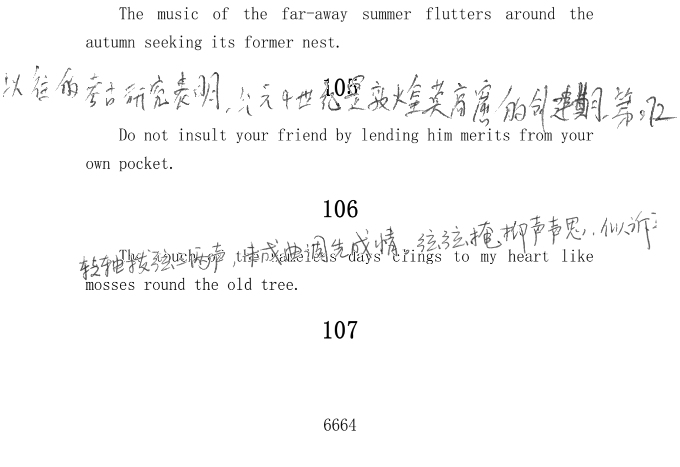 The music of the far-away summer flutters around the
autumn seeking its former nest.
105
以往的考古研究表明,公元4世纪是敦煌莫高窟的创建期.第272
Do not insult your friend by lending him merits from your
own pocket.
106
转轴拨弦三两声,未成曲调先成情。弦弦掩抑声声思,似诉
The touch of the nameless days clings to my heart like
mosses round the old tree.
107
6664